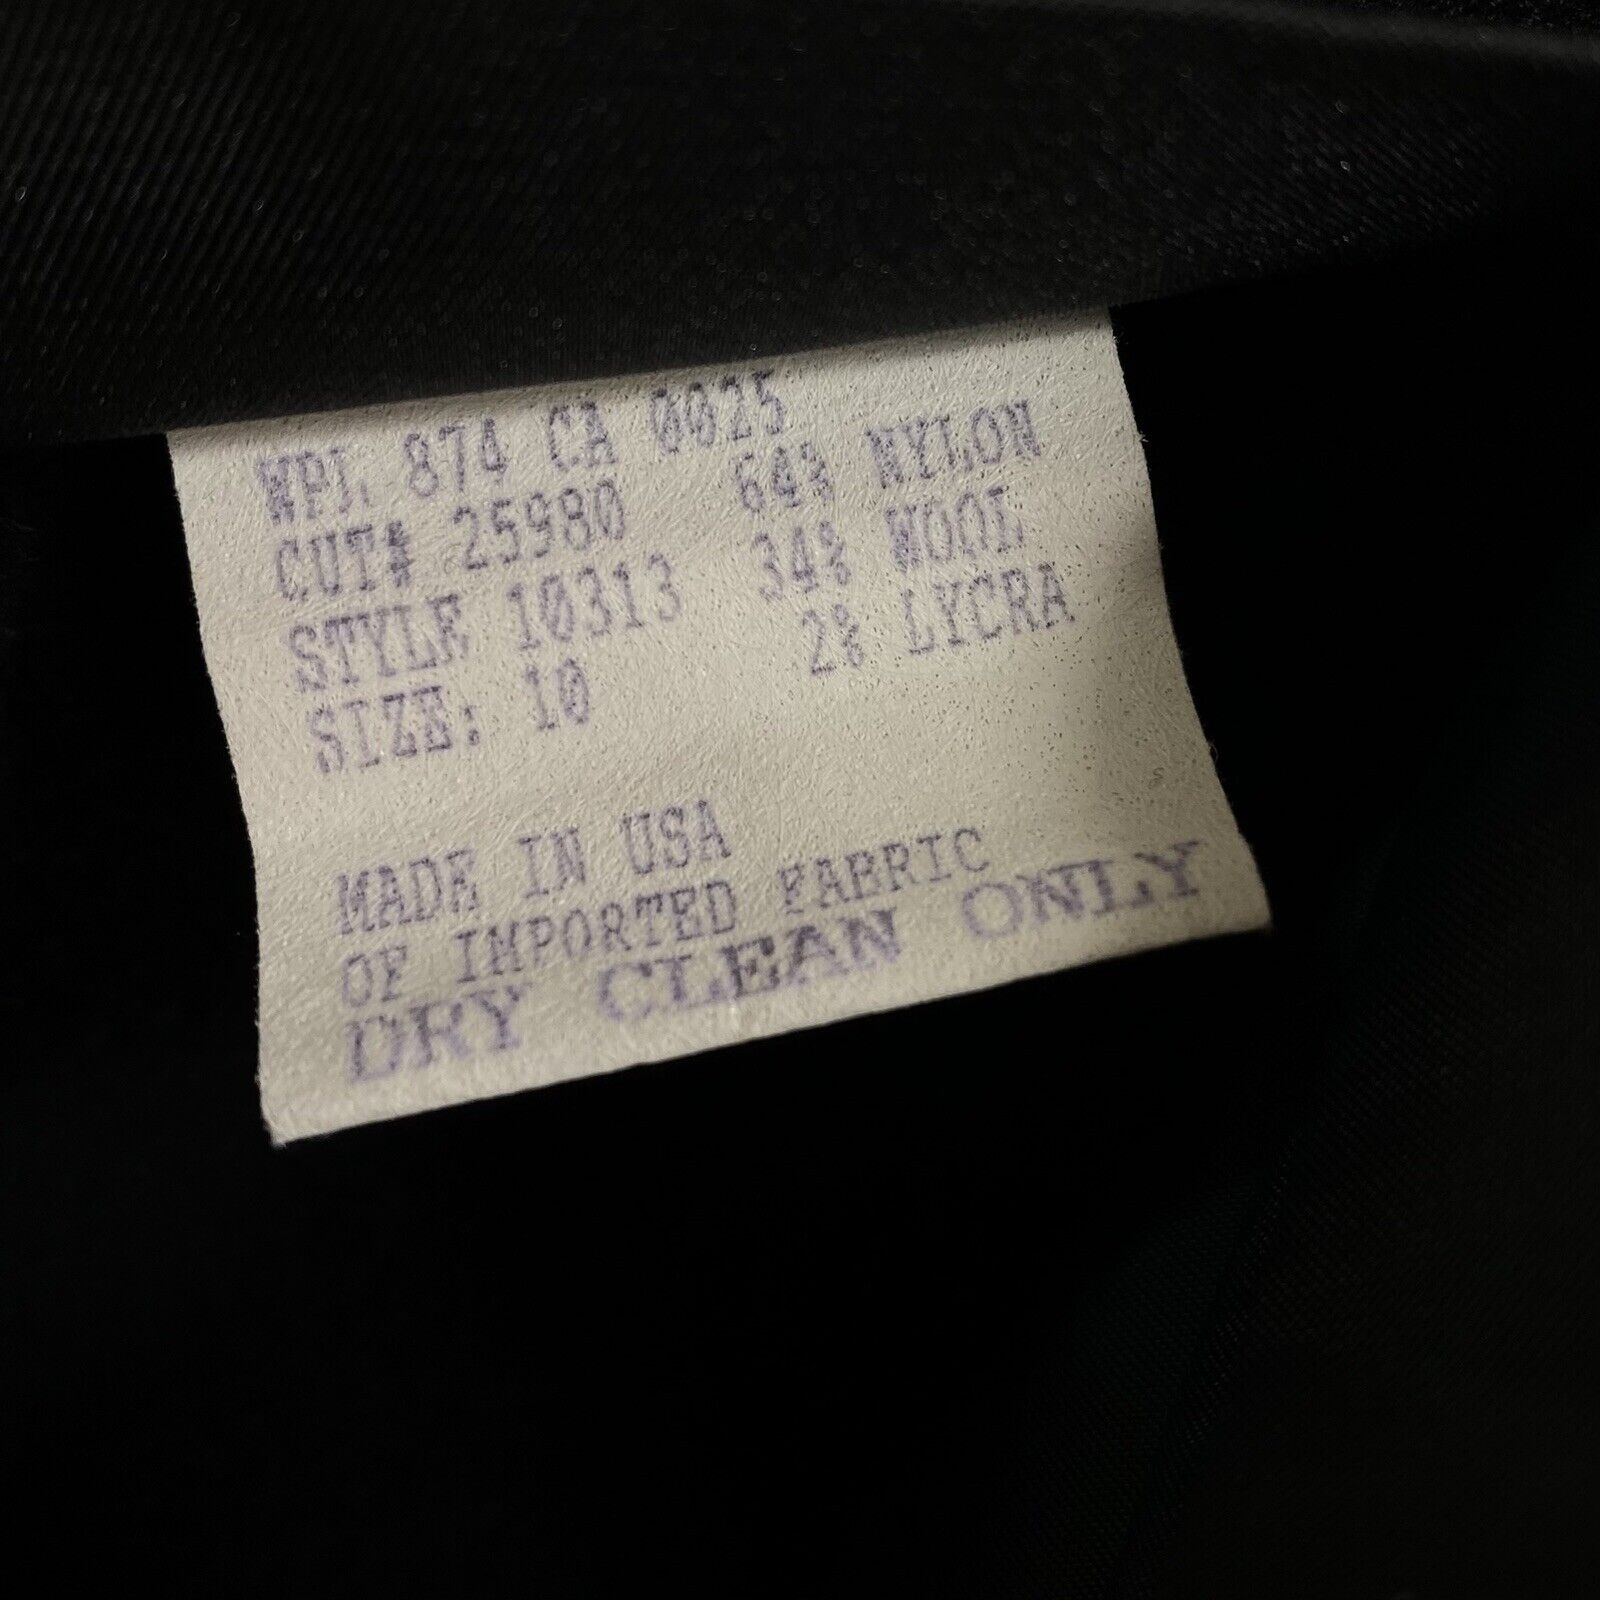 WPL 874 CA 0025
CUT# 25980 64% NYLON
STYLE 10313 34% WOOL
SIZE: 10 2% LYCRA
MADE IN USA
OF IMPORTED FABRIC
DRY CLEAN ONLY